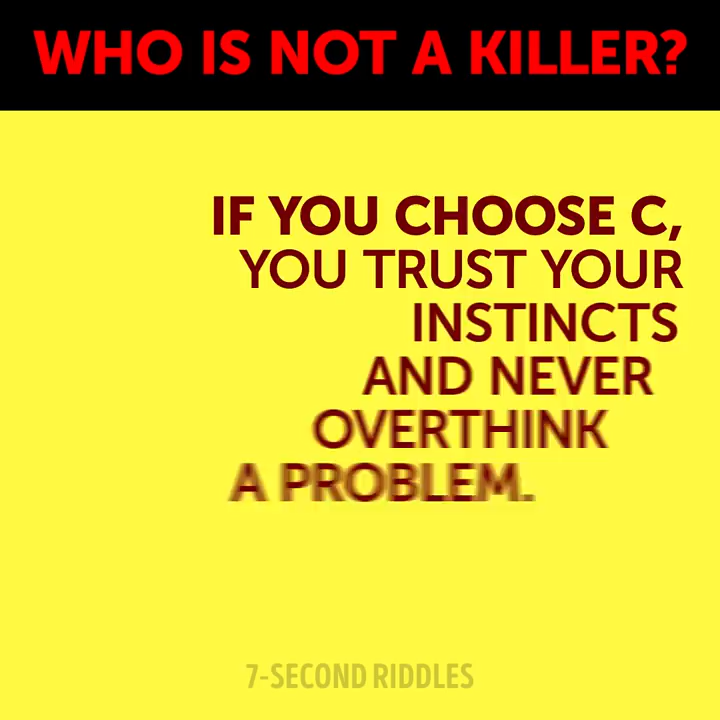 WHO IS NOT A KILLER?
IF YOU CHOOSE C,
YOU TRUST YOUR
INSTINCTS
AND NEVER
OVERTHINK
A PROBLEM.
7-SECOND RIDDLES